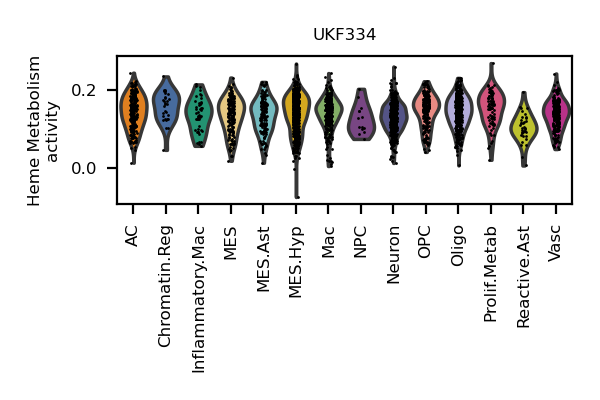 UKF334
Heme Metabolism
activity
0.2
0.0
AC
Chromatin.Reg
Inflammatory.Mac
MES
MES.Ast
MES.Hyp
Mac
NPC
Neuron
OPC
Oligo
Prolif.Metab
Reactive.Ast
Vasc